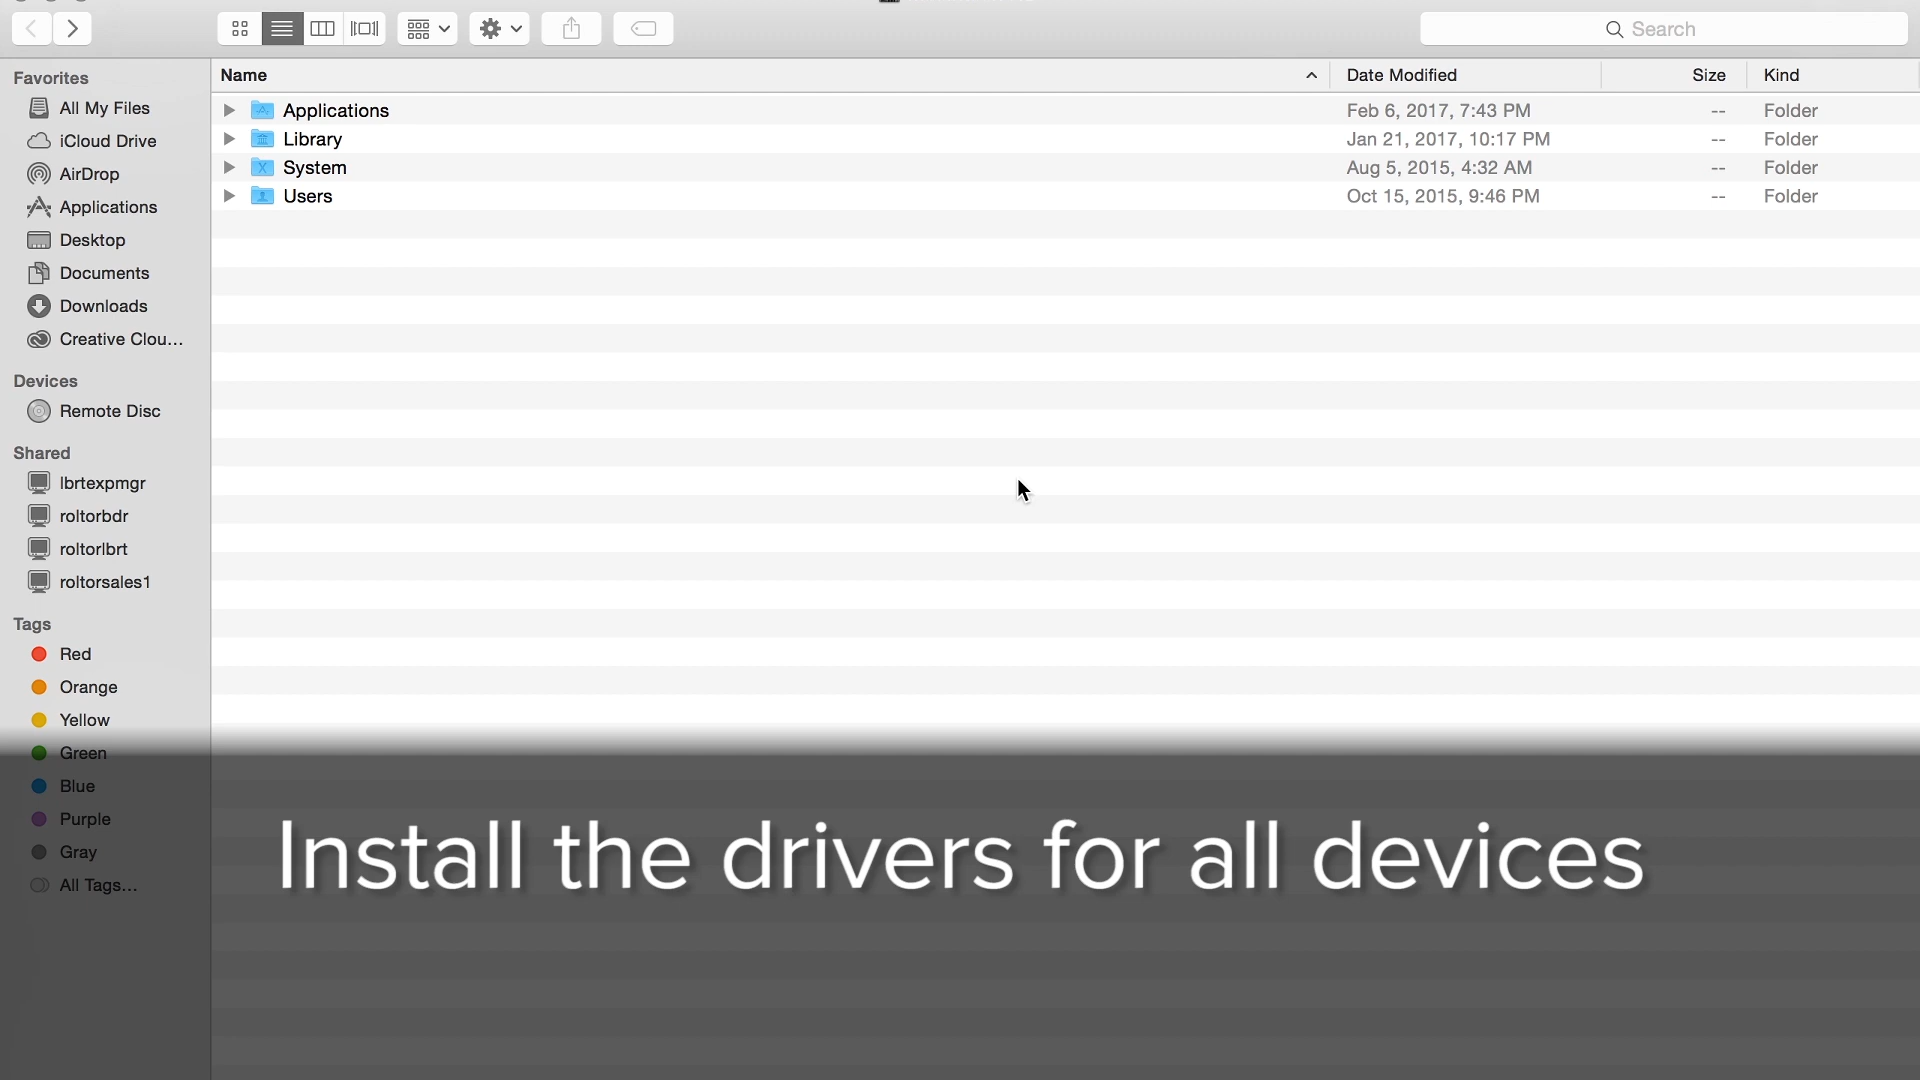 Search
Favorites
All My Files
iCloud Drive
AirDrop
Applications
Desktop
Documents
Downloads
Creative Clou...
Devices
Remote Disc
Shared
lbrtexpmgr
roltorbdr
roltorlbrt
roltorsales1
Tags
Red
Orange
Yellow
Green
Blue
Purple
Gray
All Tags...
Name Date Modified Size Kind
Applications Feb 6, 2017, 7:43 PM -- Folder
Library Jan 21, 2017, 10:17 PM -- Folder
System Aug 5, 2015, 4:32 AM -- Folder
Users Oct 15, 2015, 9:46 PM -- Folder
Install the drivers for all devices